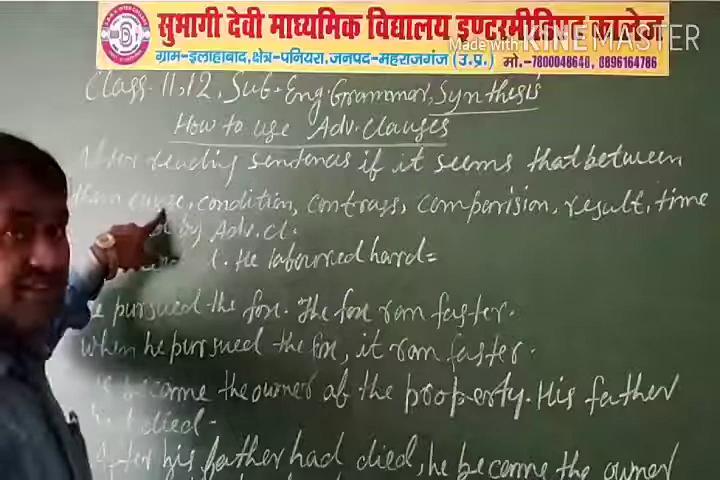 सुमागी देवी माध्यमिक विद्यालय इण्टरमीडिएट कालेज
Made with KINEMASTER
ग्राम-इलाहाबाद,क्षेत्र-पनियरा,जनपद-महराजगंज (उ.प्र.) मो.-7800048640, 8896164786
Class-11,12, Sub-Eng. Grammar, Synthesis
How to use Adv. Clauses
After reading sentences if it seems that between
them cause, condition, contrass, comparision, result, time
by Adv. Cl.
He laboured hard=
He pursued the fox. The fox ran faster.
When he pursued the fox, it ran faster.
He became the owner of the property. His father
had died.
After his father had died, he became the owner